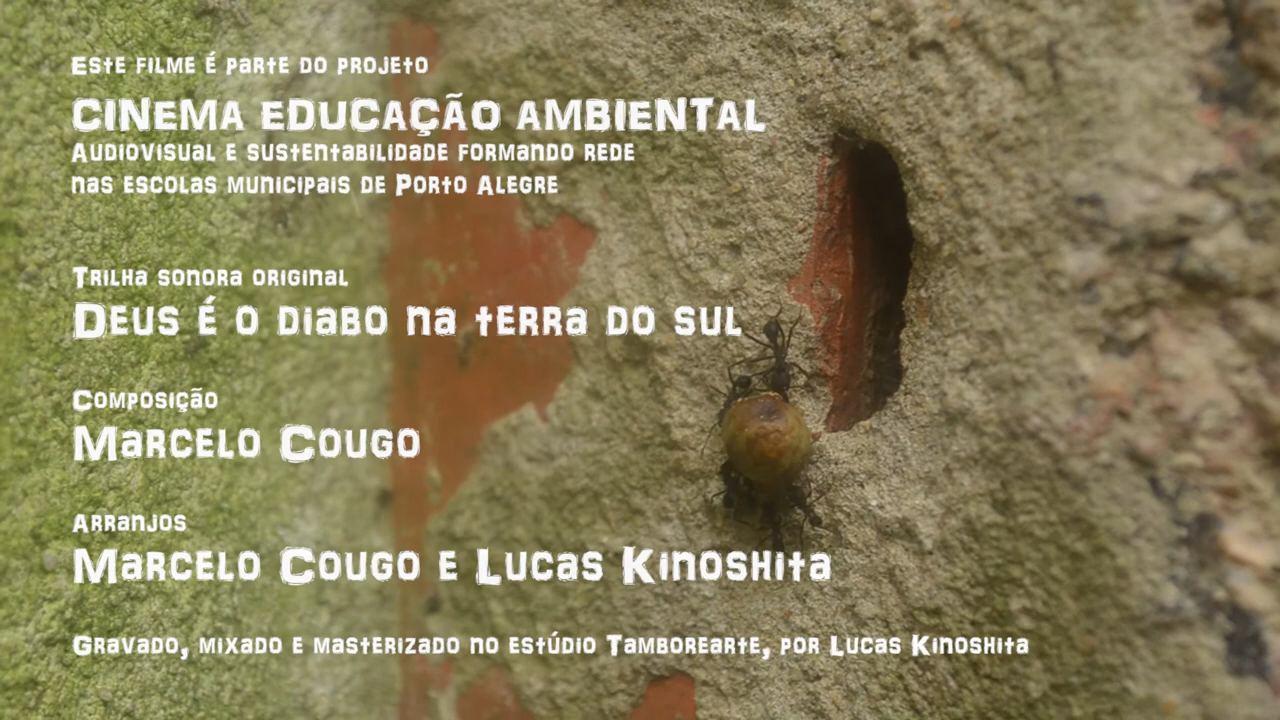 Este filme é parte do projeto
CINEMA EDUCAÇÃO AMBIENTAL
Audiovisual e sustentabilidade formando rede
nas escolas municipais de Porto Alegre
Trilha sonora original
Deus é o diabo na terra do sul
Composição
Marcelo Cougo
Arranjos
Marcelo Cougo e Lucas Kinoshita
Gravado, mixado e masterizado no estúdio Tamborearte, por Lucas Kinoshita